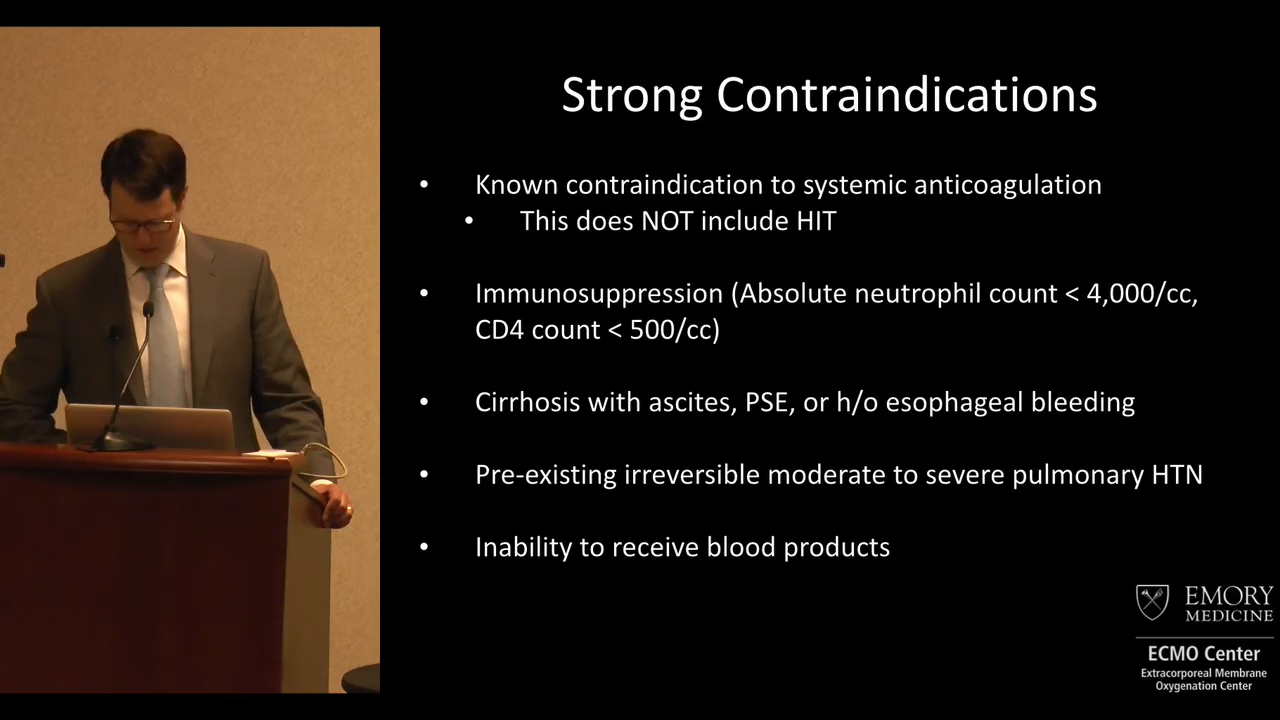 Strong Contraindications
• Known contraindication to systemic anticoagulation
• This does NOT include HIT
• Immunosuppression (Absolute neutrophil count < 4,000/cc,
CD4 count < 500/cc)
• Cirrhosis with ascites, PSE, or h/o esophageal bleeding
• Pre-existing irreversible moderate to severe pulmonary HTN
• Inability to receive blood products
EMORY
MEDICINE
ECMO Center
Extracorporeal Membrane
Oxygenation Center